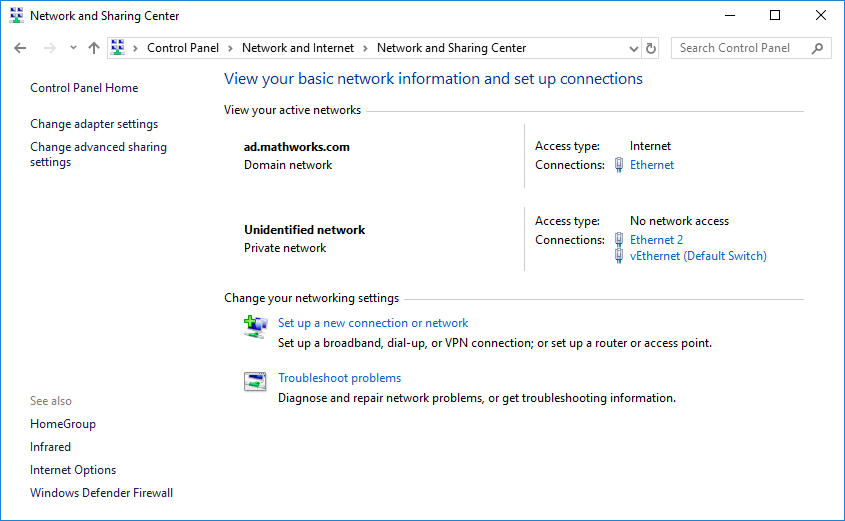 Network and Sharing Center
Control Panel > Network and Internet > Network and Sharing Center
Search Control Panel
Control Panel Home
Change adapter settings
Change advanced sharing
settings
View your basic network information and set up connections
View your active networks
ad.mathworks.com
Domain network
Access type: Internet
Connections: Ethernet
Unidentified network
Private network
Access type: No network access
Connections: Ethernet 2
vEthernet (Default Switch)
Change your networking settings
Set up a new connection or network
Set up a broadband, dial-up, or VPN connection; or set up a router or access point.
Troubleshoot problems
Diagnose and repair network problems, or get troubleshooting information.
See also
HomeGroup
Infrared
Internet Options
Windows Defender Firewall